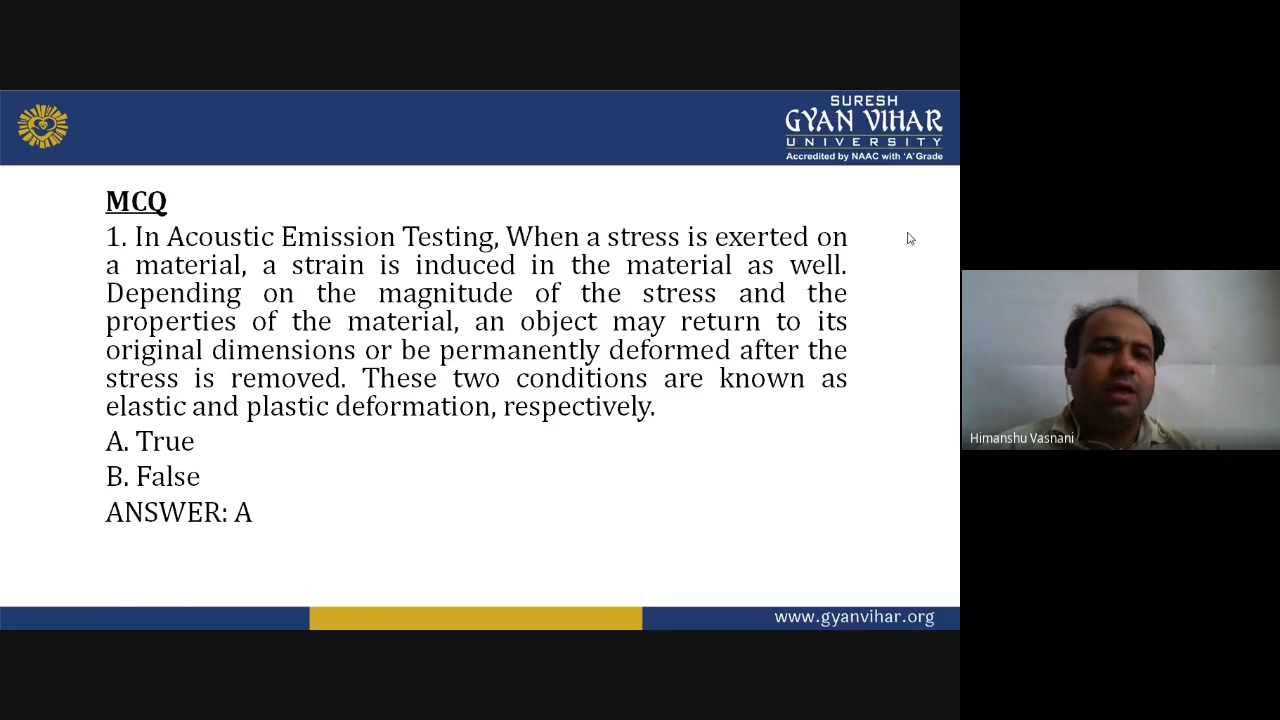 SURESH
GYAN VIHAR
UNIVERSITY
Accredited by NAAC with 'A' Grade
MCQ
1. In Acoustic Emission Testing, When a stress is exerted on
a material, a strain is induced in the material as well.
Depending on the magnitude of the stress and the
properties of the material, an object may return to its
original dimensions or be permanently deformed after the
stress is removed. These two conditions are known as
elastic and plastic deformation, respectively.
A. True
B. False
ANSWER: A
Himanshu Vasnani
www.gyanvihar.org